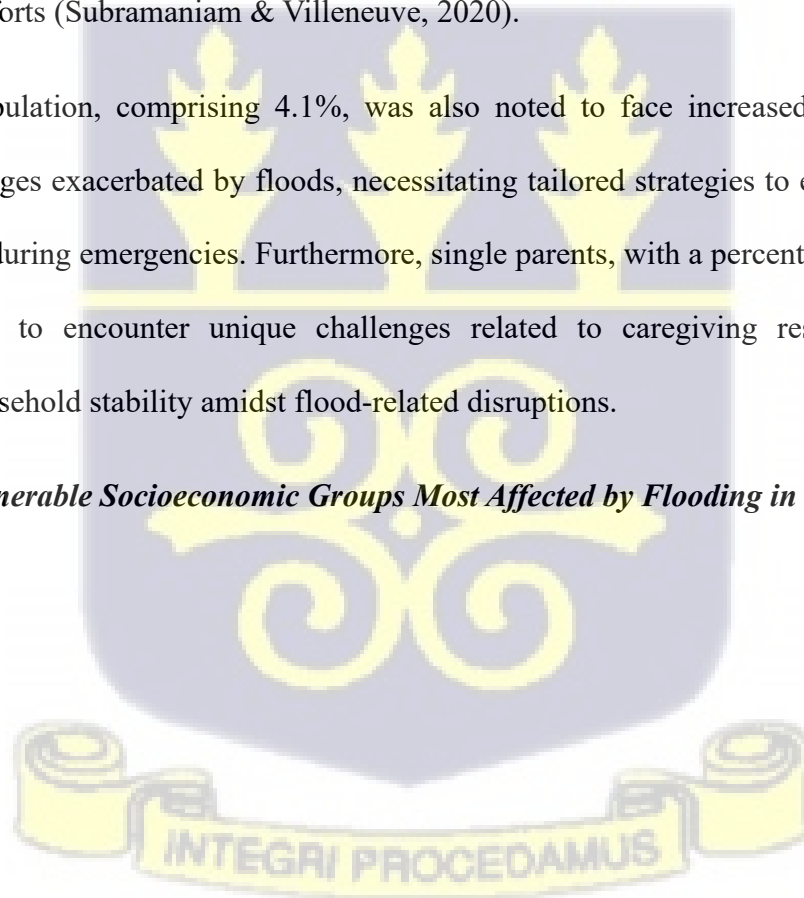 orts (Subramaniam & Villeneuve, 2020).
pulation, comprising 4.1%, was also noted to face increased
ges exacerbated by floods, necessitating tailored strategies to e
during emergencies. Furthermore, single parents, with a percent
to encounter unique challenges related to caregiving res
sehold stability amidst flood-related disruptions.
nerable Socioeconomic Groups Most Affected by Flooding in
INTEGRI PROCEDAMUS